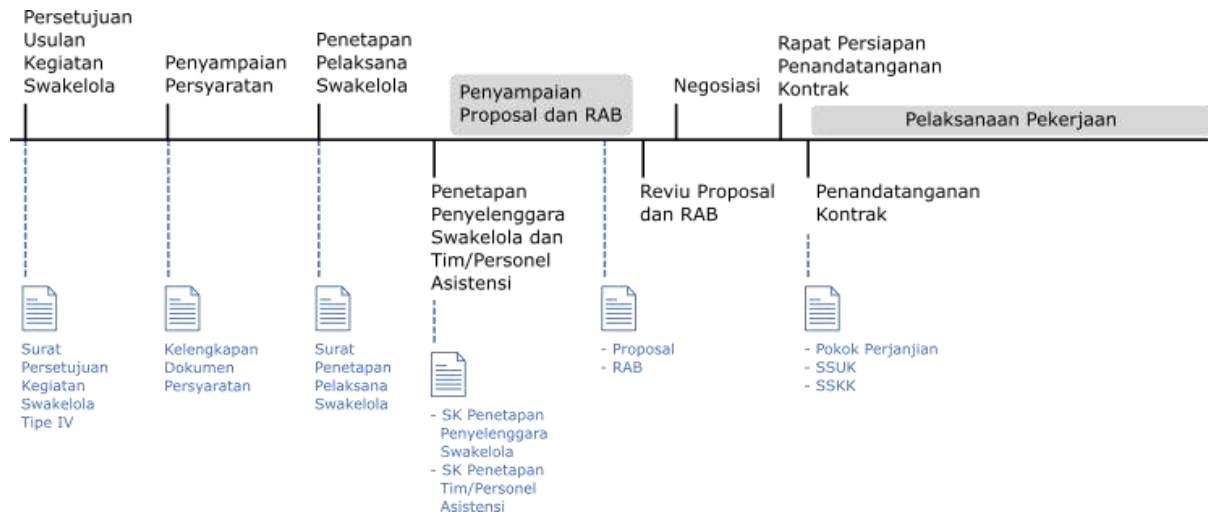 Persetujuan
Usulan
Kegiatan
Swakelola
Penyampaian
Persyaratan
Penetapan
Pelaksana
Swakelola
Penyampaian
Proposal dan RAB
Negosiasi
Rapat Persiapan
Penandatanganan
Kontrak
Pelaksanaan Pekerjaan
Penetapan
Penyelenggara
Swakelola dan
Tim/Personel
Asistensi
Reviu Proposal
dan RAB
Penandatanganan
Kontrak
Surat
Persetujuan
Kegiatan
Swakelola
Tipe IV
Kelengkapan
Dokumen
Persyaratan
Surat
Penetapan
Pelaksana
Swakelola
- SK Penetapan
Penyelenggara
Swakelola
- SK Penetapan
Tim/Personel
Asistensi
- Proposal
- RAB
- Pokok Perjanjian
- SSUK
- SSKK